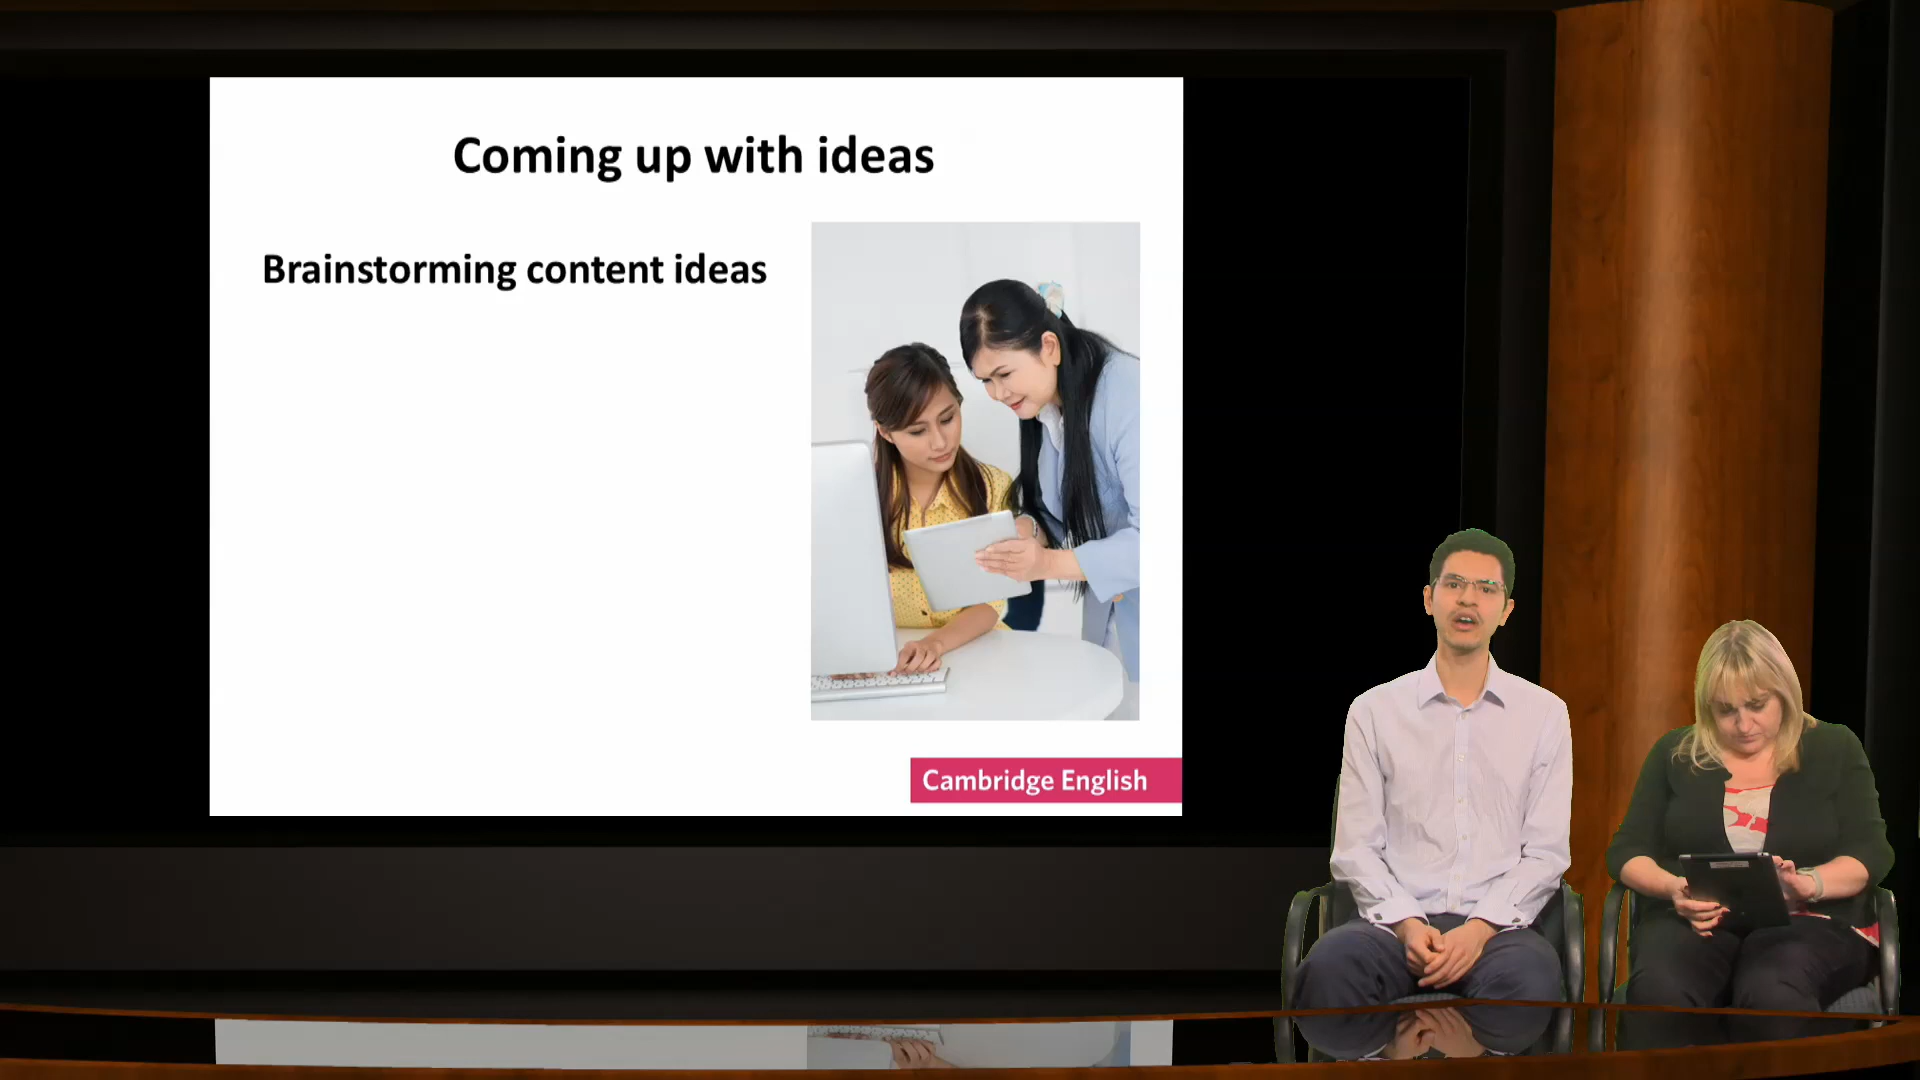 Coming up with ideas
Brainstorming content ideas
Cambridge English